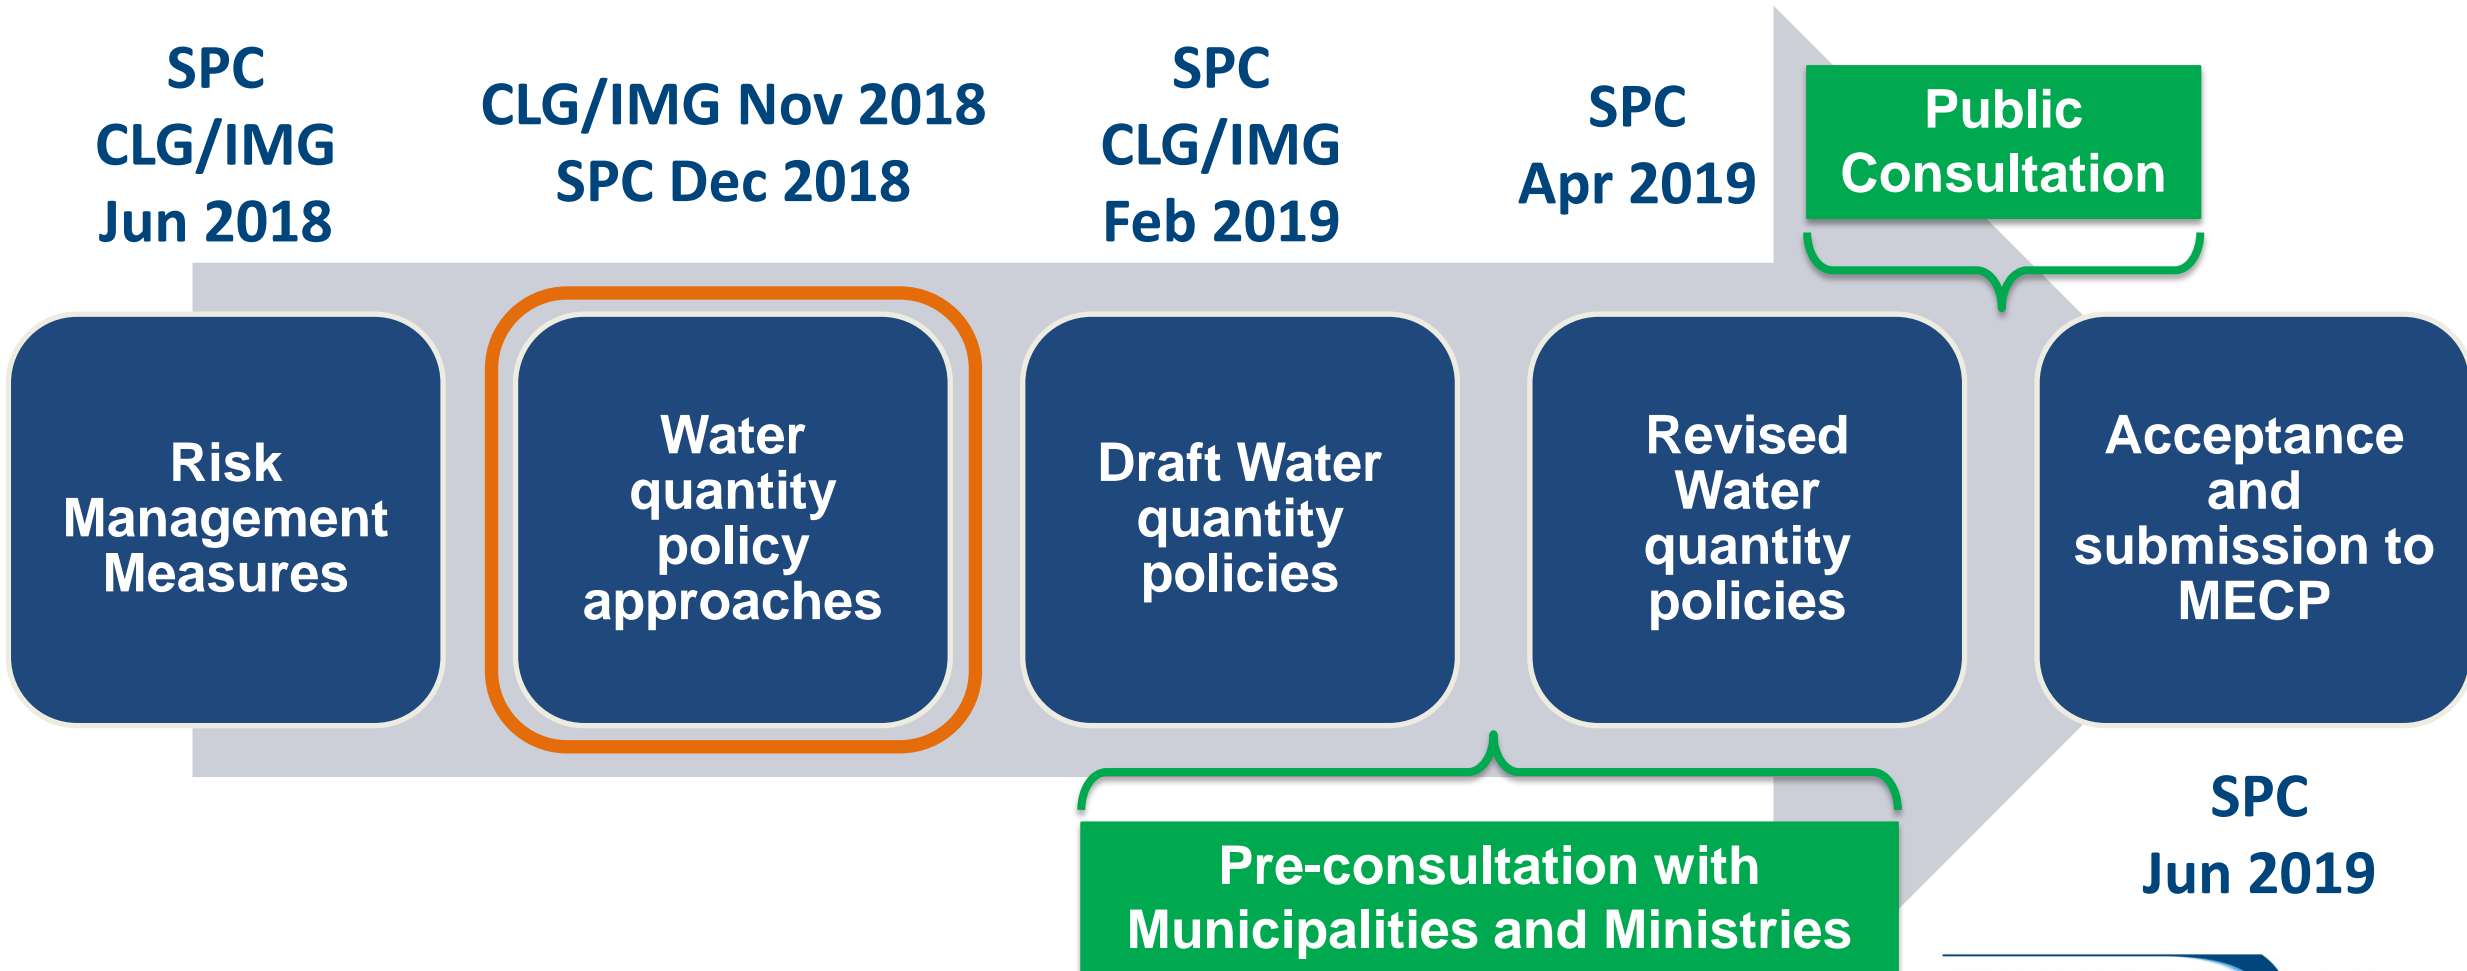 SPC
CLG/IMG
Jun 2018
CLG/IMG Nov 2018
SPC Dec 2018
SPC
CLG/IMG
Feb 2019
SPC
Apr 2019
Public
Consultation
Risk
Management
Measures
Water
quantity
policy
approaches
Draft Water
quantity
policies
Revised
Water
quantity
policies
Acceptance
and
submission to
MECP
SPC
Jun 2019
Pre-consultation with
Municipalities and Ministries